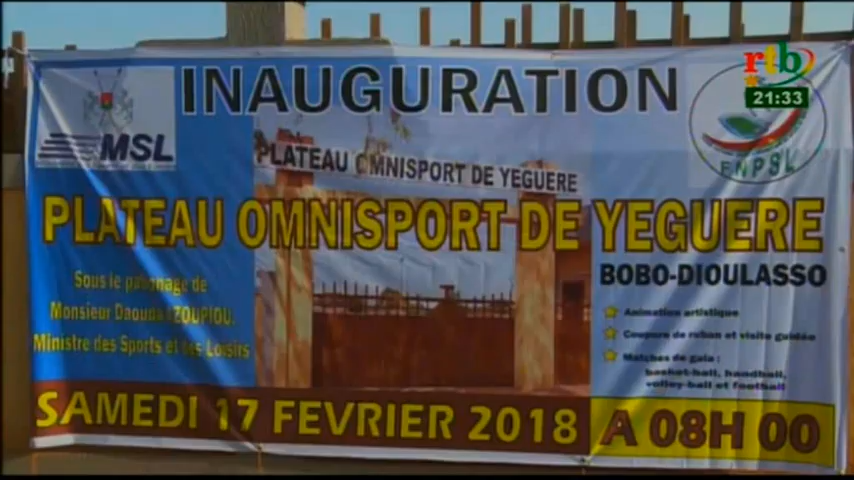 INAUGURATION
rtb
21:33
MSL
FNPSL
PLATEAU OMNISPORT DE YEGUERE
PLATEAU OMNISPORT DE YEGUERE
BOBO-DIOULASSO
Sous le patronage de
Monsieur Daouda AZOUPIOU,
Ministre des Sports et des Loisirs
Animation artistique
Coupure de ruban et visite guidée
Matches de gala :
basket-ball, handball,
volley-ball et football
SAMEDI 17 FEVRIER 2018
A 08H 00